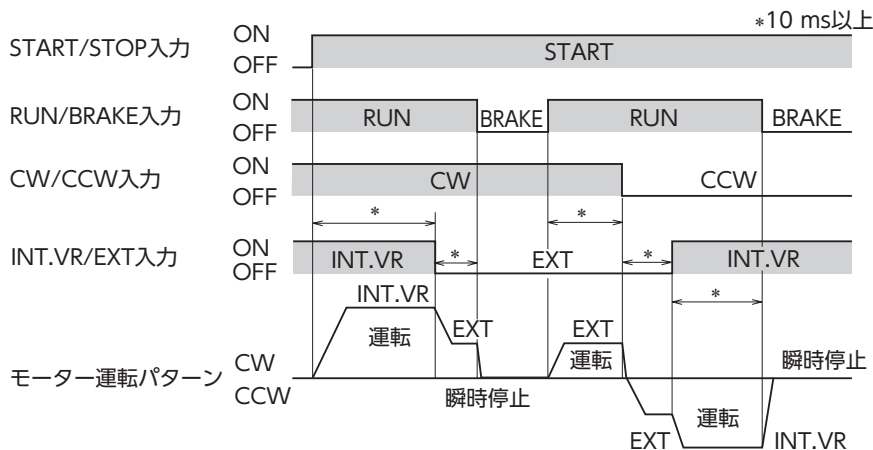 *10 ms以上
START/STOP入力
ON
OFF
START
RUN/BRAKE入力
ON
OFF
RUN
BRAKE
RUN
BRAKE
CW/CCW入力
ON
OFF
CW
CCW
*
*
INT.VR/EXT入力
ON
OFF
INT.VR
*
EXT
*
INT.VR
*
INT.VR
運転
EXT
EXT
運転
モーター運転パターン
CW
CCW
瞬時停止
瞬時停止
運転
EXT
INT.VR